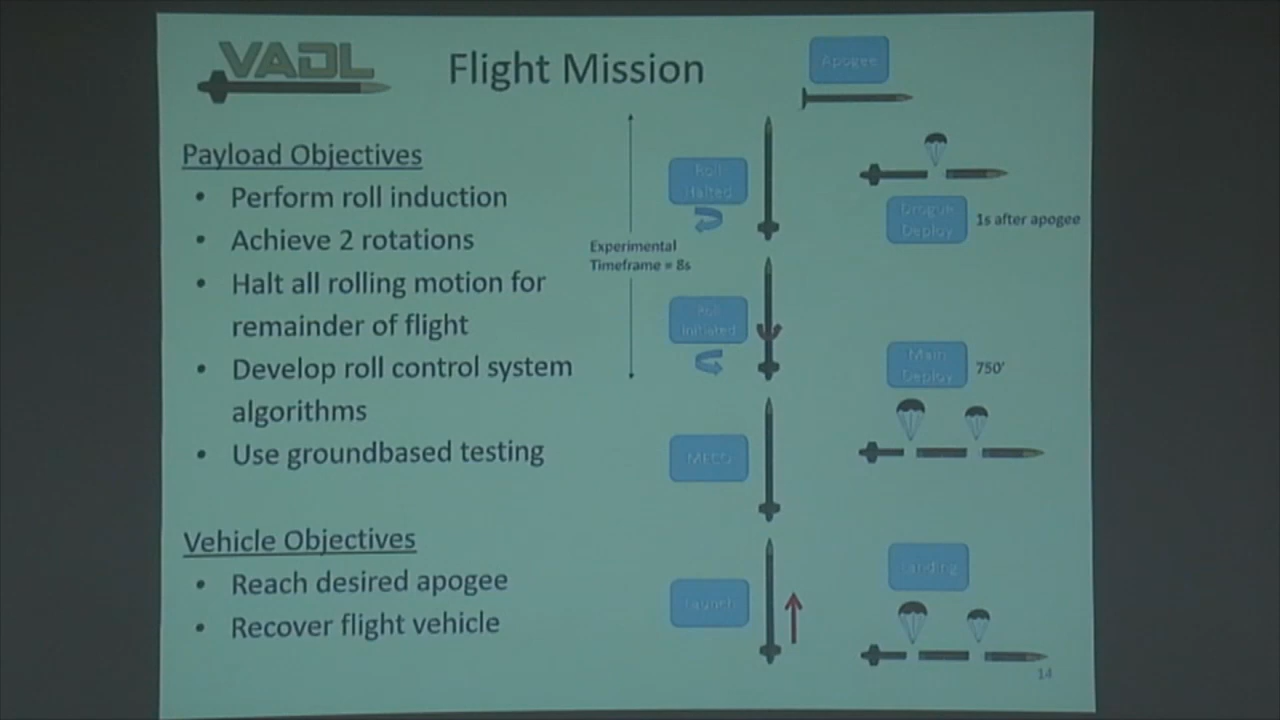 VADL
Flight Mission
Payload Objectives
• Perform roll induction
• Achieve 2 rotations
• Halt all rolling motion for
remainder of flight
• Develop roll control system
algorithms
• Use groundbased testing
Vehicle Objectives
• Reach desired apogee
• Recover flight vehicle
Experimental
Timeframe = 8s
Apogee
Roll
Halted
Roll
Initiated
MECO
Launch
Drogue
Deploy
1s after apogee
Main
Deploy
750'
Landing
14